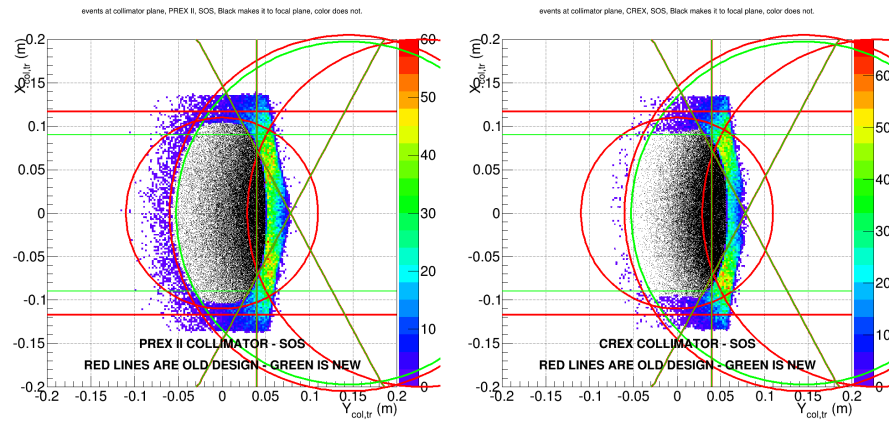 events at collimator plane, PREX II, SOS, Black makes it to focal plane, color does not.
X_col,tr (m)
0.2
0.15
0.1
0.05
0
-0.05
-0.1
-0.2
-0.2 -0.15 -0.1 -0.05 0 0.05 0.1 0.15 0.2
Y_col,tr (m)
60
50
40
30
20
10
0
PREX II COLLIMATOR - SOS
RED LINES ARE OLD DESIGN - GREEN IS NEW
events at collimator plane, CREX, SOS, Black makes it to focal plane, color does not.
X_col,tr (m)
0.2
0.15
0.1
0.05
0
-0.05
-0.1
-0.2
-0.2 -0.15 -0.1 -0.05 0 0.05 0.1 0.15 0.2
Y_col,tr (m)
60
50
40
30
20
10
0
CREX COLLIMATOR - SOS
RED LINES ARE OLD DESIGN - GREEN IS NEW